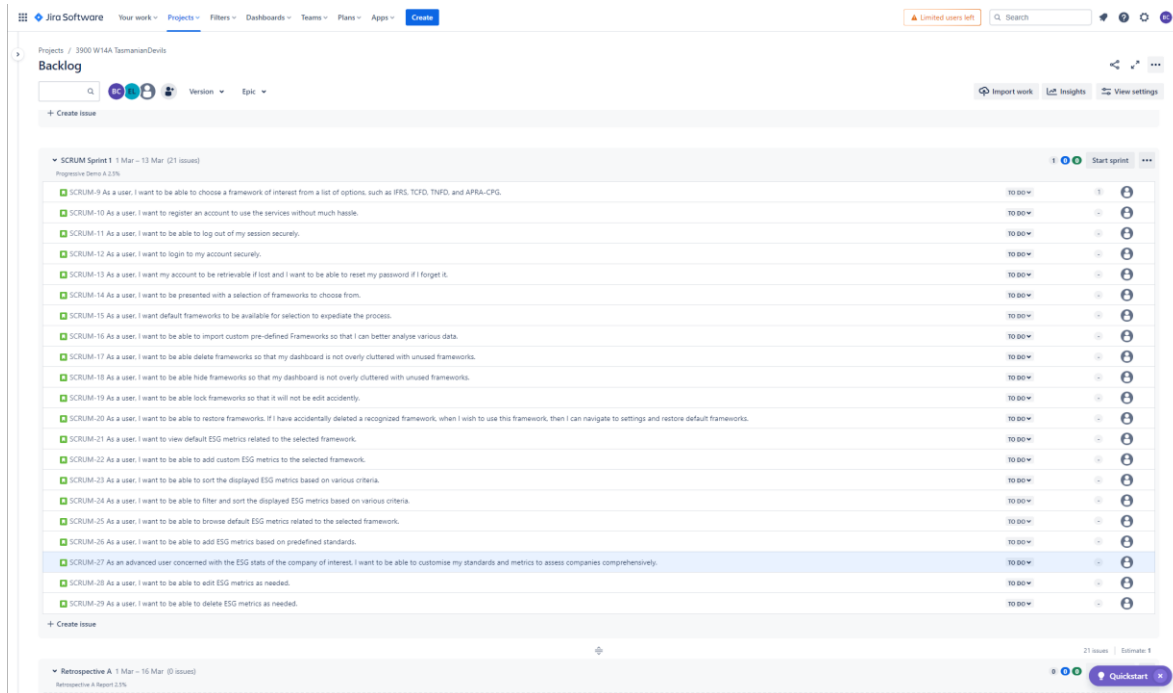 Jira Software Your work Projects Filters Dashboards Teams Plans Apps Create Limited users left Search BC
Projects / 3900 W14A TasmanianDevils
Backlog
BC EL Version Epic Import work Insights View settings
+ Create issue
SCRUM Sprint 1 1 Mar – 13 Mar (21 issues) 1 0 0 Start sprint
Progressive Demo A 2.5%
SCRUM-9 As a user, I want to be able to choose a framework of interest from a list of options, such as IFRS, TCFD, TNFD, and APRA-CPG. TO DO 1
SCRUM-10 As a user, I want to register an account to use the services without much hassle. TO DO -
SCRUM-11 As a user, I want to be able to log out of my session securely. TO DO -
SCRUM-12 As a user, I want to login to my account securely. TO DO -
SCRUM-13 As a user, I want my account to be retrievable if lost and I want to be able to reset my password if I forget it. TO DO -
SCRUM-14 As a user, I want to be presented with a selection of frameworks to choose from. TO DO -
SCRUM-15 As a user, I want default frameworks to be available for selection to expediate the process. TO DO -
SCRUM-16 As a user, I want to be able to import custom pre-defined Frameworks so that I can better analyse various data. TO DO -
SCRUM-17 As a user, I want to be able delete frameworks so that my dashboard is not overly cluttered with unused frameworks. TO DO -
SCRUM-18 As a user, I want to be able hide frameworks so that my dashboard is not overly cluttered with unused frameworks. TO DO -
SCRUM-19 As a user, I want to be able lock frameworks so that it will not be edit accidently. TO DO -
SCRUM-20 As a user, I want to be able to restore frameworks. If I have accidentally deleted a recognized framework, when I wish to use this framework, then I can navigate to settings and restore default frameworks. TO DO -
SCRUM-21 As a user, I want to view default ESG metrics related to the selected framework. TO DO -
SCRUM-22 As a user, I want to be able to add custom ESG metrics to the selected framework. TO DO -
SCRUM-23 As a user, I want to be able to sort the displayed ESG metrics based on various criteria. TO DO -
SCRUM-24 As a user, I want to be able to filter and sort the displayed ESG metrics based on various criteria. TO DO -
SCRUM-25 As a user, I want to be able to browse default ESG metrics related to the selected framework. TO DO -
SCRUM-26 As a user, I want to be able to add ESG metrics based on predefined standards. TO DO -
SCRUM-27 As an advanced user concerned with the ESG stats of the company of interest, I want to be able to customise my standards and metrics to assess companies comprehensively. TO DO -
SCRUM-28 As a user, I want to be able to edit ESG metrics as needed. TO DO -
SCRUM-29 As a user, I want to be able to delete ESG metrics as needed. TO DO -
+ Create issue
21 issues Estimate: 1
Retrospective A 1 Mar – 16 Mar (0 issues) 0 0 0
Retrospective A Report 2.5%
Quickstart